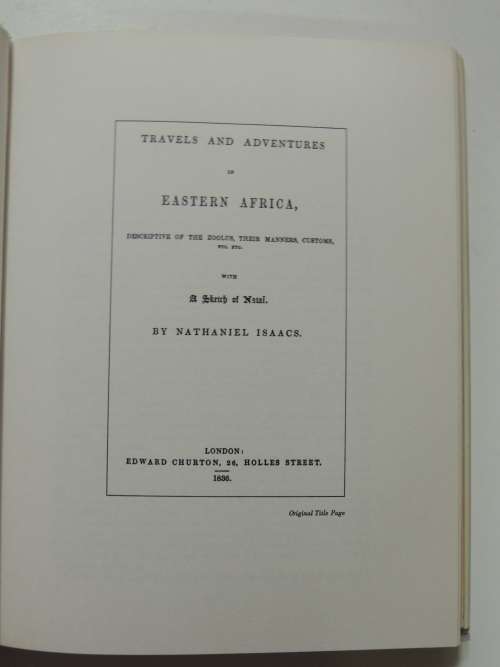 TRAVELS AND ADVENTURES
IN
EASTERN AFRICA,
DESCRIPTIVE OF THE ZOOLUS, THEIR MANNERS, CUSTOMS,
ETC. ETC.
WITH
A Sketch of Natal.
BY NATHANIEL ISAACS.
LONDON:
EDWARD CHURTON, 26, HOLLES STREET.
1836.
Original Title Page